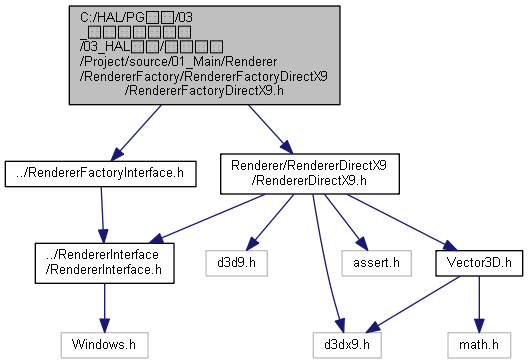 C:/HAL/PG
/03
_
/03_HAL
/
/Project/source/01_Main/Renderer
/RendererFactory/RendererFactoryDirectX9
/RendererFactoryDirectX9.h
../RendererFactoryInterface.h
Renderer/RendererDirectX9
/RendererDirectX9.h
../RendererInterface
/RendererInterface.h
d3d9.h
assert.h
Vector3D.h
Windows.h
d3dx9.h
math.h